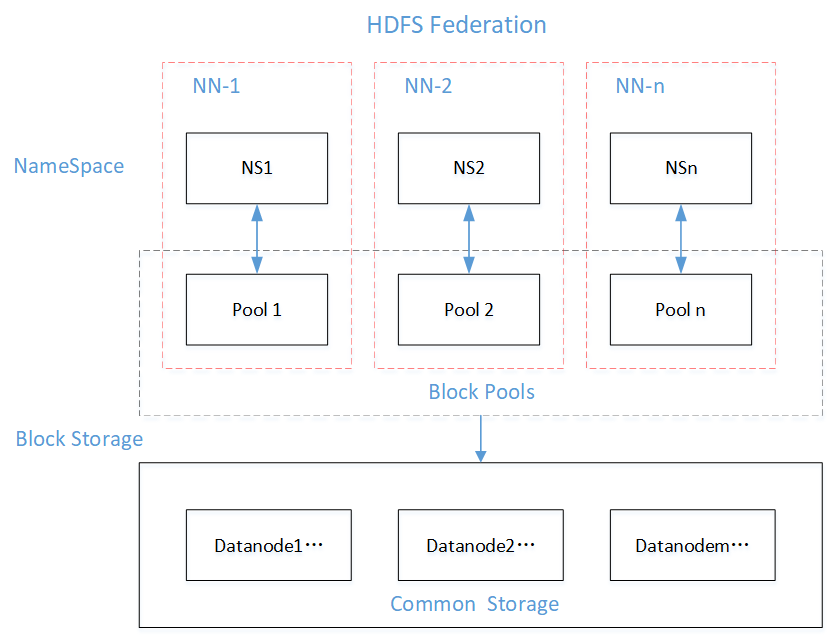 HDFS Federation
NN-1
NN-2
NN-n
NameSpace
NS1
NS2
NSn
Pool 1
Pool 2
Pool n
Block Pools
Block Storage
Datanode1···
Datanode2···
Datanodem···
Common Storage